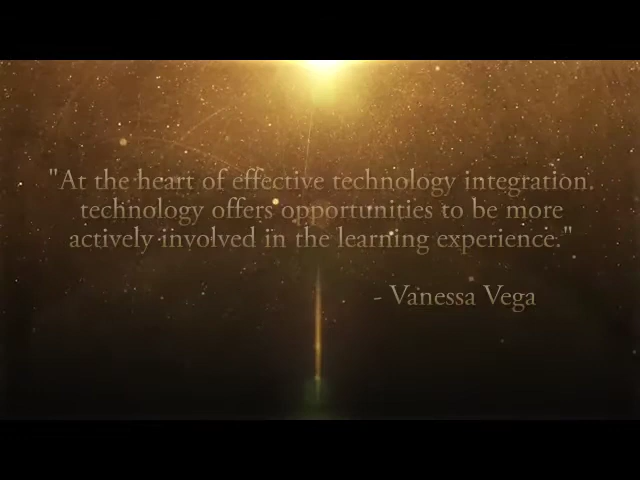 "At the heart of effective technology integration,
technology offers opportunities to be more
actively involved in the learning experience."
- Vanessa Vega